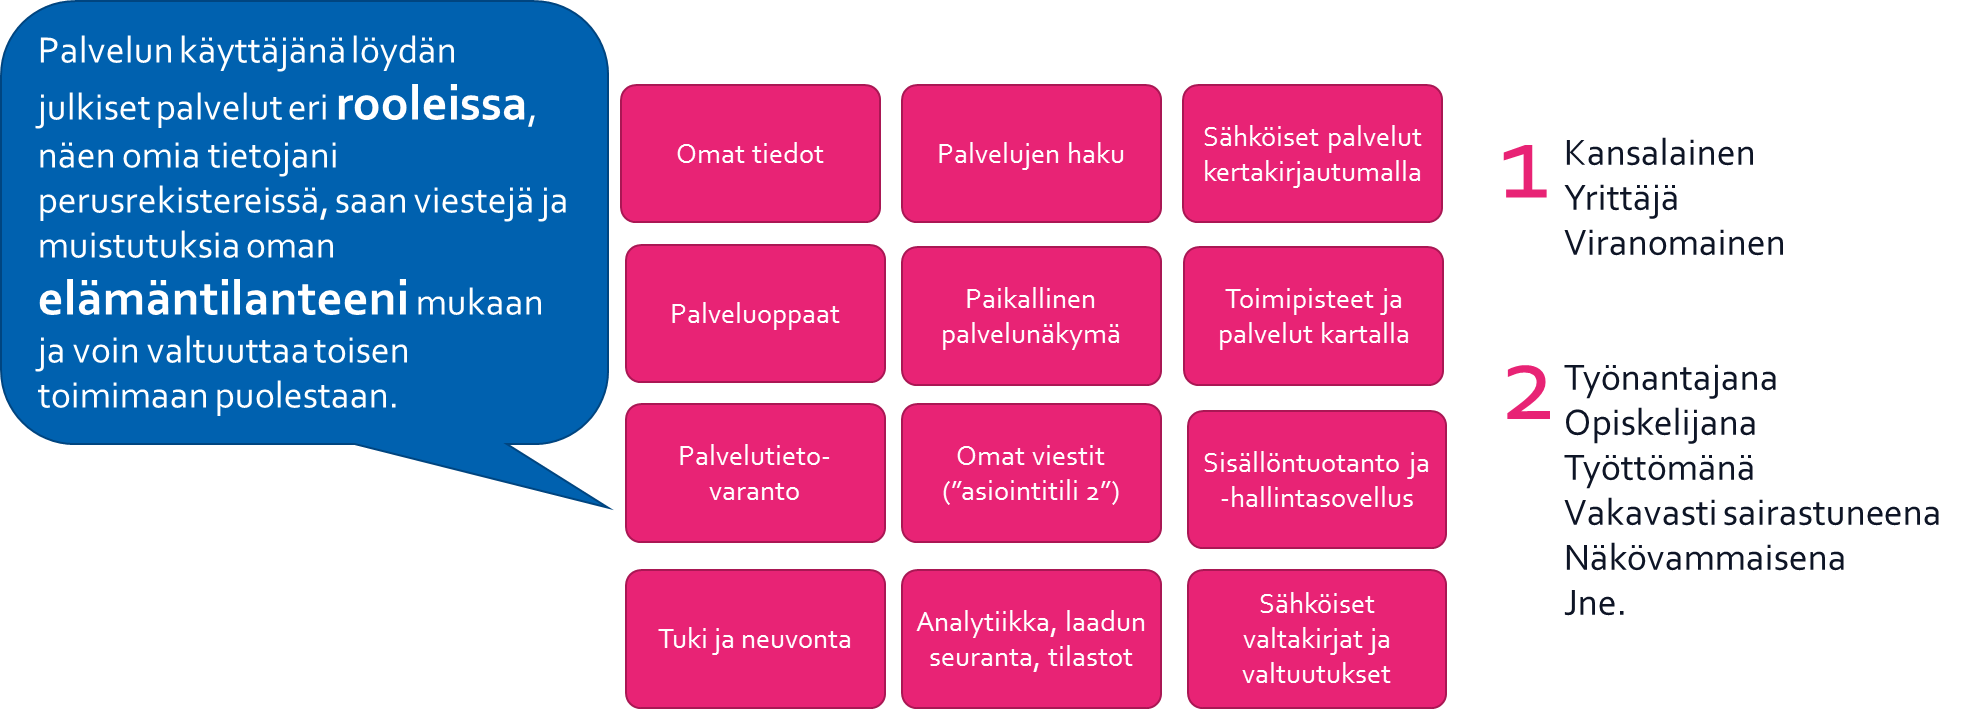 Palvelun käyttäjänä löydän
julkiset palvelut eri rooleissa,
näen omia tietojani
perusrekistereissä, saan viestejä ja
muistutuksia oman
elämäntilanteeni mukaan
ja voin valtuuttaa toisen
toimimaan puolestaan.
Omat tiedot
Palvelujen haku
Sähköiset palvelut
kertakirjautumalla
Palveluoppaat
Paikallinen
palvelunäkymä
Toimipisteet ja
palvelut kartalla
Palvelutieto-
varanto
Omat viestit
("asiointitili 2")
Sisällöntuotanto ja
-hallintasovellus
Tuki ja neuvonta
Analytiikka, laadun
seuranta, tilastot
Sähköiset
valtakirjat ja
valtuutukset
1
Kansalainen
Yrittäjä
Viranomainen
2
Työnantajana
Opiskelijana
Työttömänä
Vakavasti sairastuneena
Näkövammaisena
Jne.